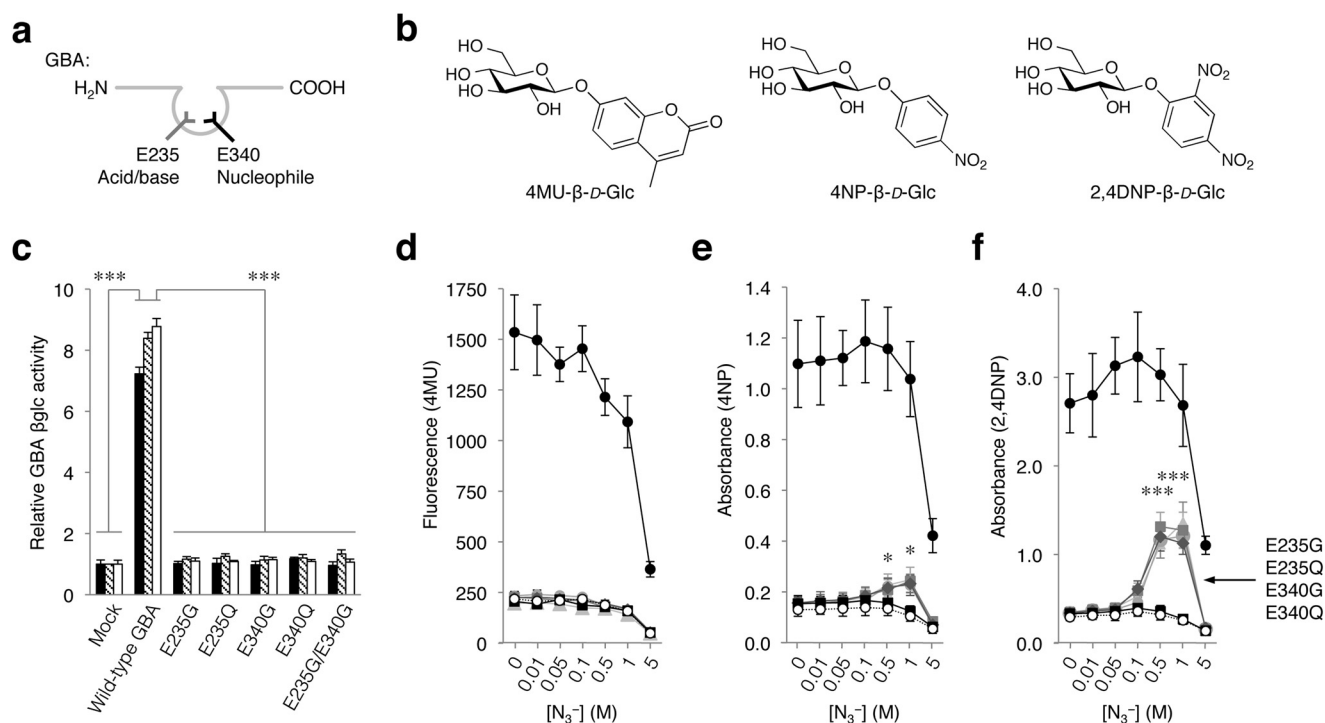 a
GBA:
H₂N
COOH
E235
Acid/base
E340
Nucleophile
b
HO
HO
HO
O
OH
O
O
O
4MU-β-D-Glc
HO
HO
HO
O
OH
O
NO₂
4NP-β-D-Glc
HO
HO
HO
O
OH
O
NO₂
NO₂
2,4DNP-β-D-Glc
c
***
***
Relative GBA βglc activity
10
8
6
4
2
0
Mock
Wild-type GBA
E235G
E235Q
E340G
E340Q
E235G/E340G
d
Fluorescence (4MU)
1750
1500
1250
1000
750
500
250
0
0
0.01
0.05
0.1
0.5
1
5
[N₃⁻] (M)
e
Absorbance (4NP)
1.4
1.2
1.0
0.8
0.6
0.4
0.2
0.0
*
*
0
0.01
0.05
0.1
0.5
1
5
[N₃⁻] (M)
f
Absorbance (2,4DNP)
4.0
3.0
2.0
1.0
0.0
***
***
0
0.01
0.05
0.1
0.5
1
5
[N₃⁻] (M)
E235G
E235Q
E340G
E340Q